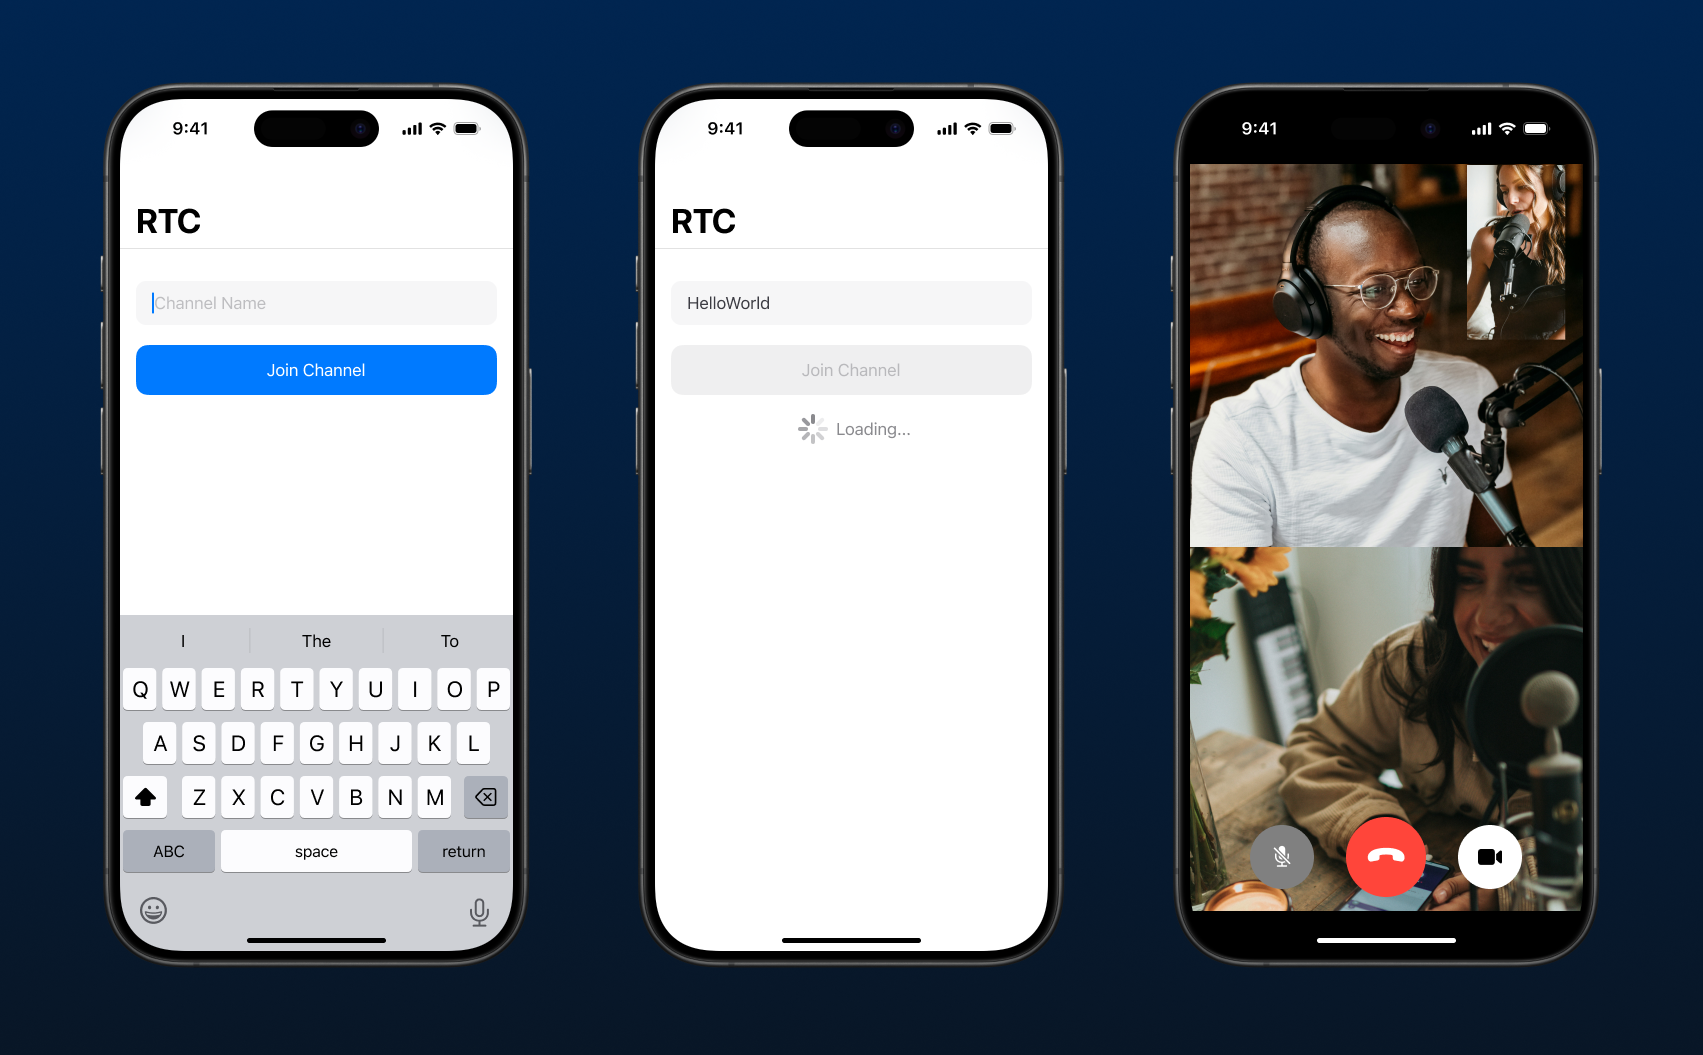 9:41
RTC
Channel Name
Join Channel
I The To
Q W E R T Y U I O P
A S D F G H J K L
Z X C V B N M
ABC space return
9:41
RTC
HelloWorld
Join Channel
Loading...
9:41